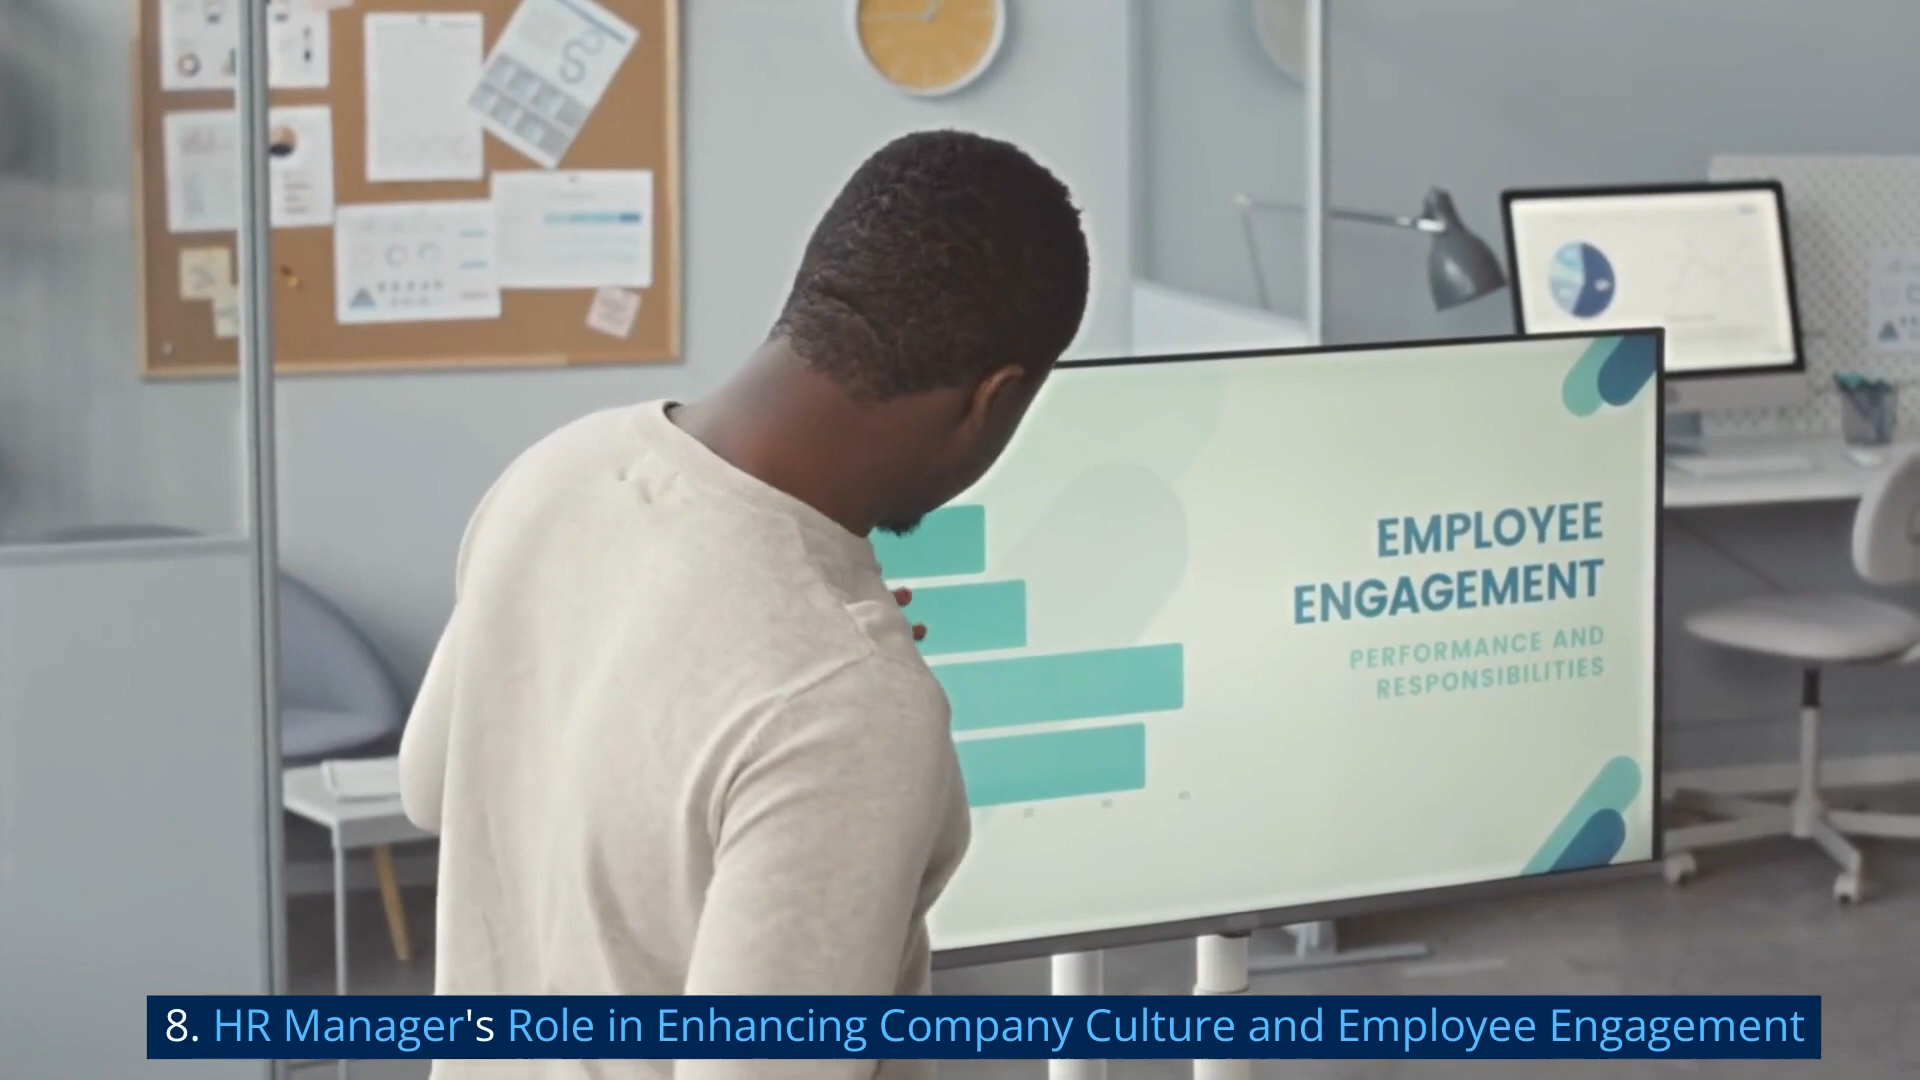 EMPLOYEE
ENGAGEMENT
PERFORMANCE AND
RESPONSIBILITIES
8. HR Manager's Role in Enhancing Company Culture and Employee Engagement